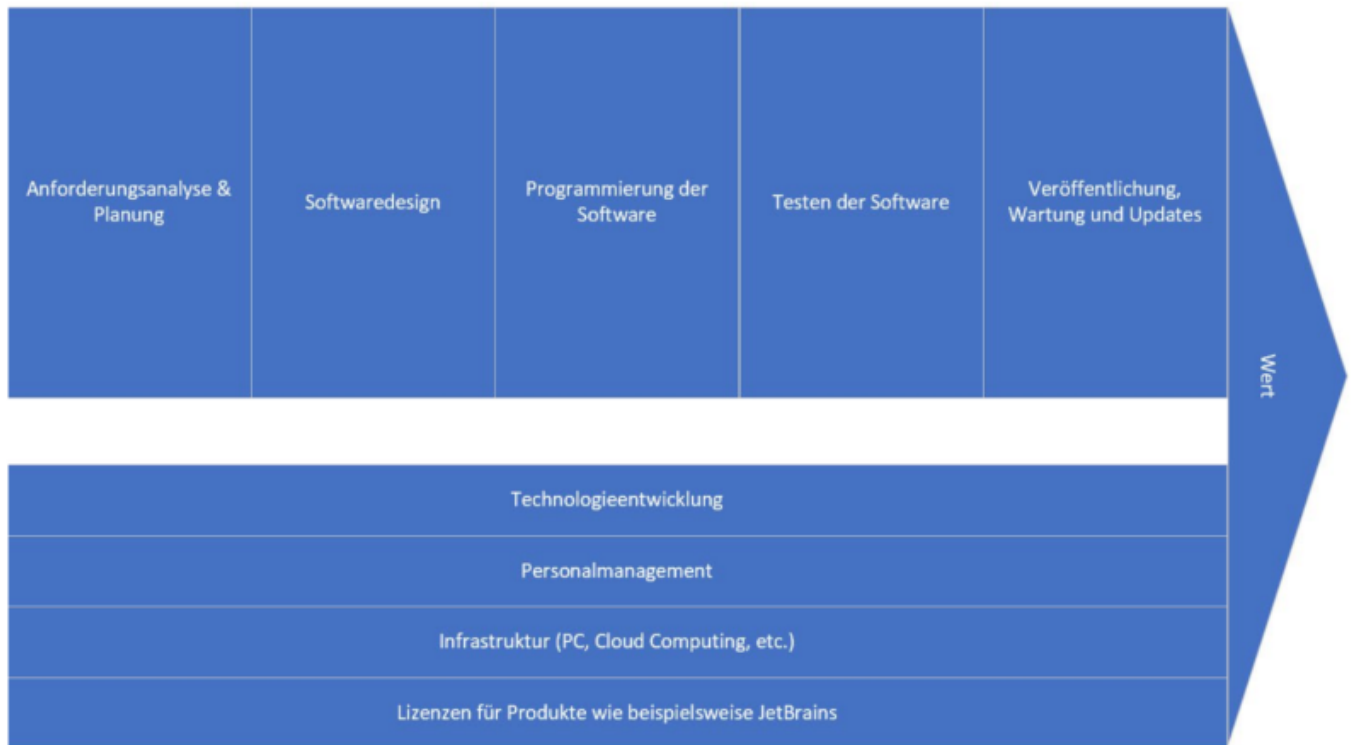 Anforderungsanalyse &
Planung
Softwaredesign
Programmierung der
Software
Testen der Software
Veröffentlichung,
Wartung und Updates
Wert
Technologieentwicklung
Personalmanagement
Infrastruktur (PC, Cloud Computing, etc.)
Lizenzen für Produkte wie beispielsweise JetBrains